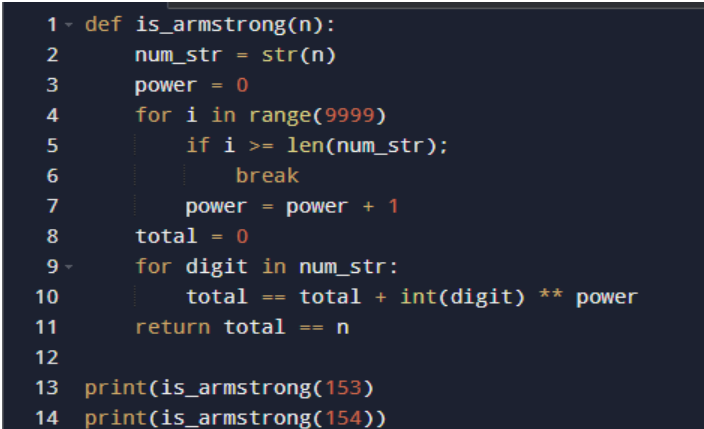 1 def is_armstrong(n):
2     num_str = str(n)
3     power = 0
4     for i in range(9999)
5         if i >= len(num_str);
6             break
7         power = power + 1
8     total = 0
9     for digit in num_str:
10         total == total + int(digit) ** power
11     return total == n
12
13 print(is_armstrong(153)
14 print(is_armstrong(154))